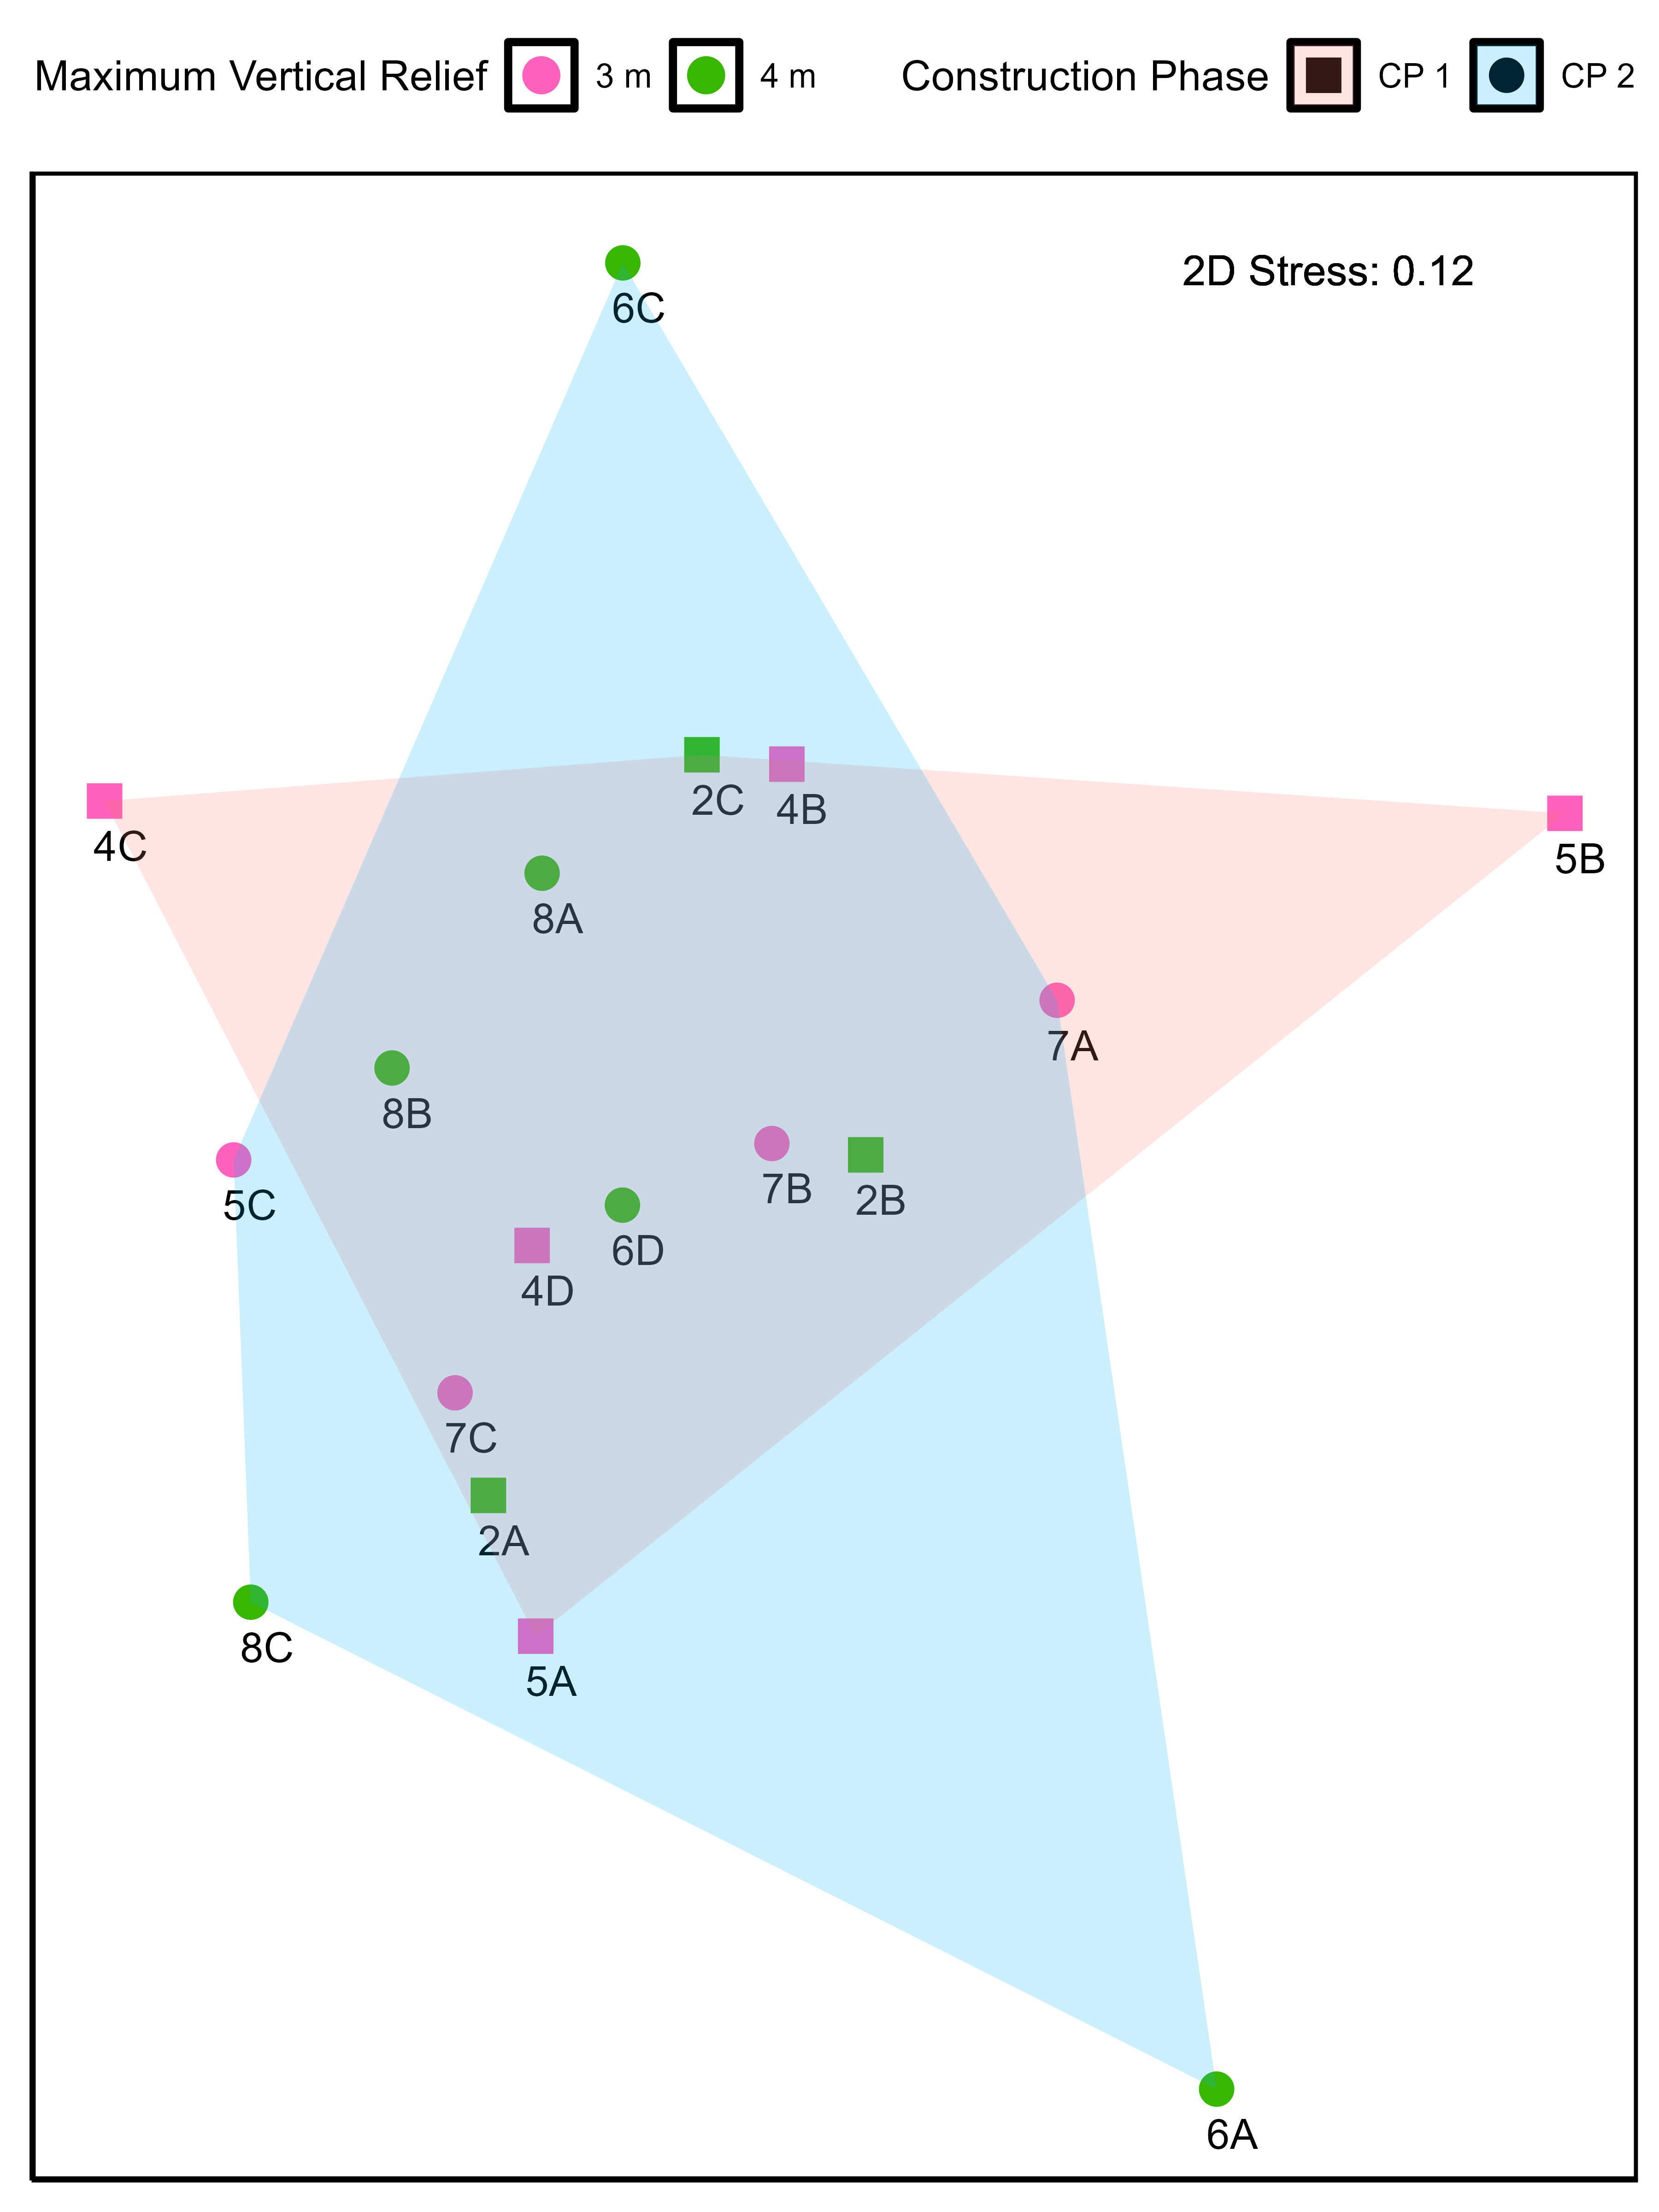 Maximum Vertical Relief 3 m 4 m Construction Phase CP 1 CP 2
2D Stress: 0.12
6C
2C
4B
4C
5B
8A
7A
8B
7B
2B
5C
6D
4D
7C
2A
8C
5A
6A